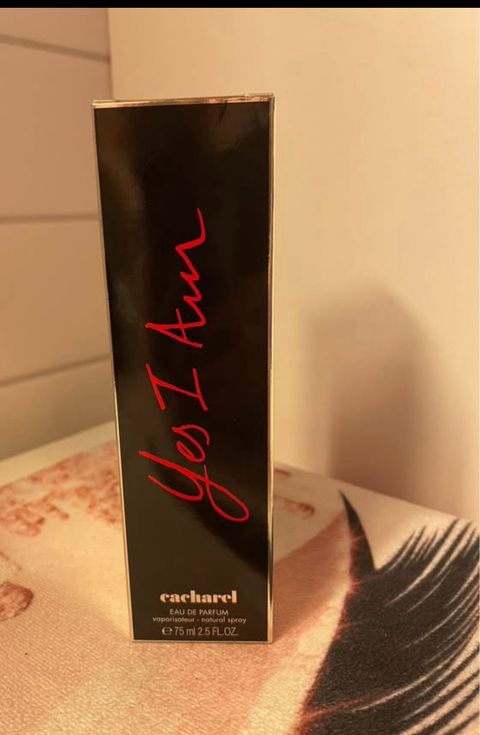 Yes I Am
cacharel
EAU DE PARFUM
vaporisateur - natural spray
℮ 75 ml 2.5 FL.OZ.